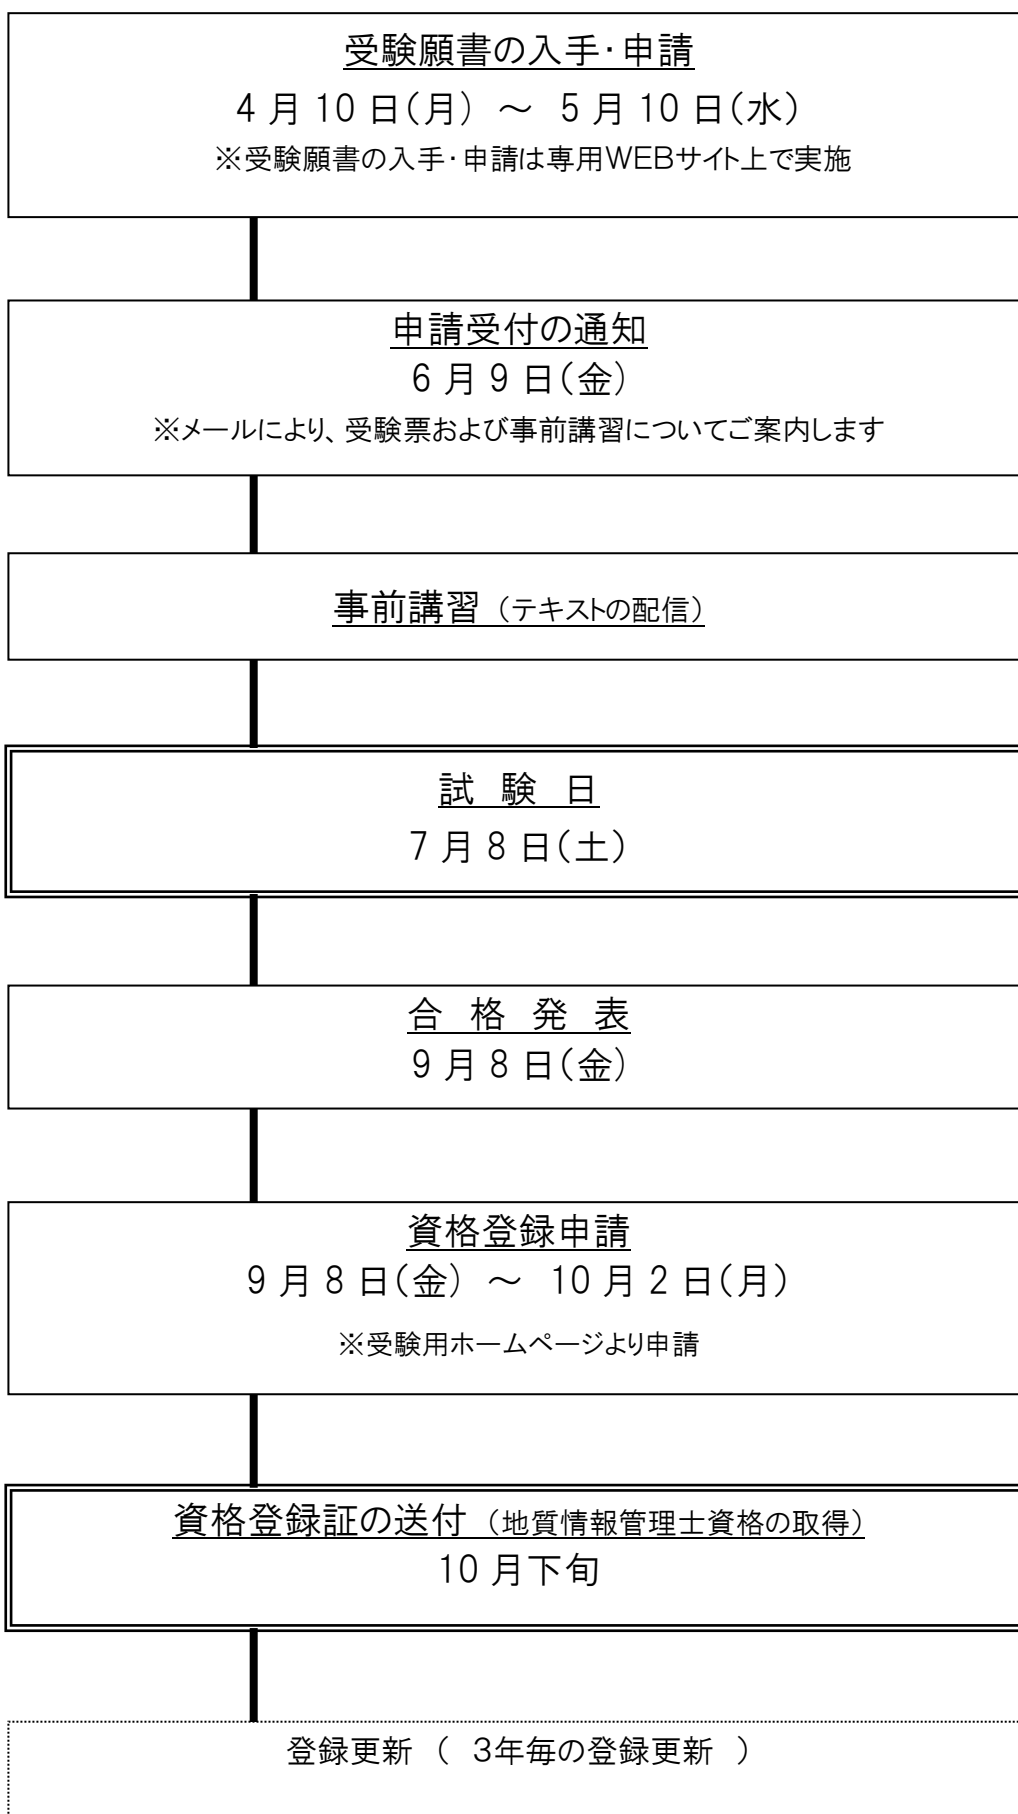 受験願書の入手・申請
4 月 10 日（月） ～ 5 月 10 日（水）
※受験願書の入手・申請は専用WEBサイト上で実施
申請受付の通知
6 月 9 日（金）
※メールにより、受験票および事前講習についてご案内します
事前講習 （テキストの配信）
試 験 日
7 月 8 日（土）
合 格 発 表
9 月 8 日（金）
資格登録申請
9 月 8 日（金） ～ 10 月 2 日（月）
※受験用ホームページより申請
資格登録証の送付 （地質情報管理士資格の取得）
10 月下旬
登録更新 （ 3年毎の登録更新 ）